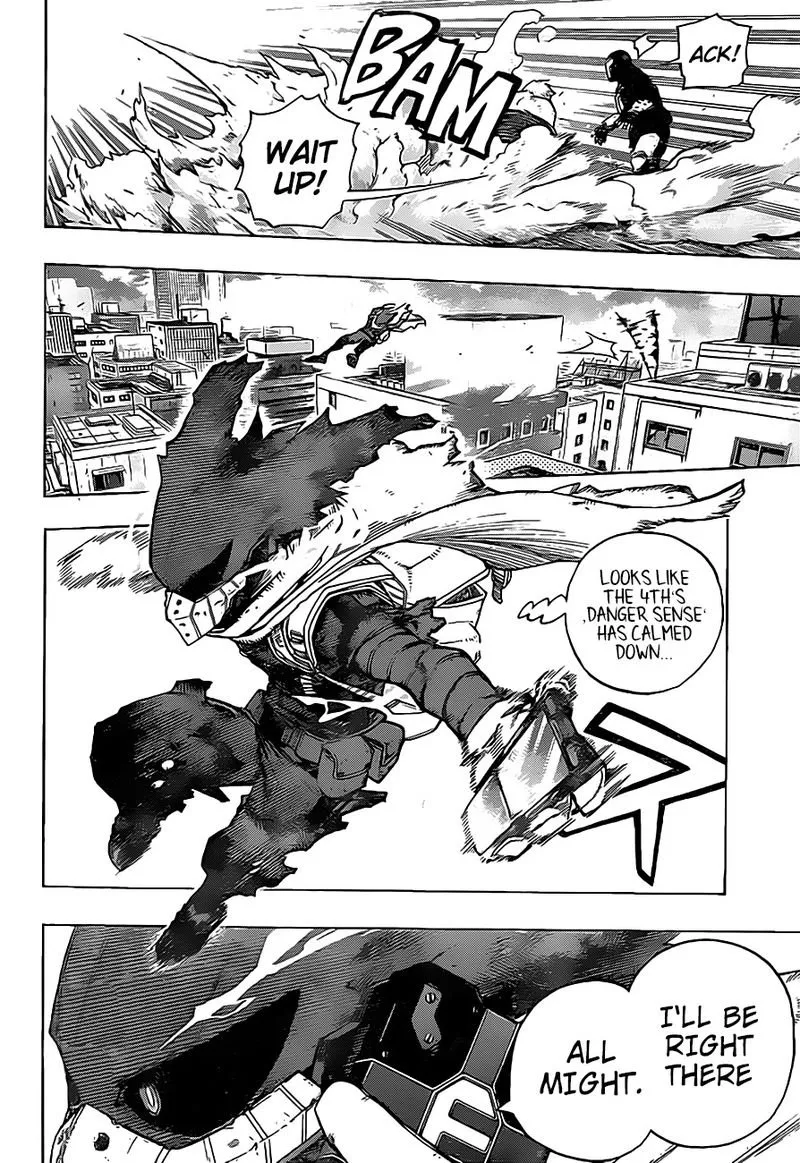 ACK!
BAM
WAIT
UP!
LOOKS LIKE
THE 4TH'S
‚DANGER SENSE‘
HAS CALMED
DOWN...
I'LL BE
RIGHT
THERE
ALL
MIGHT.